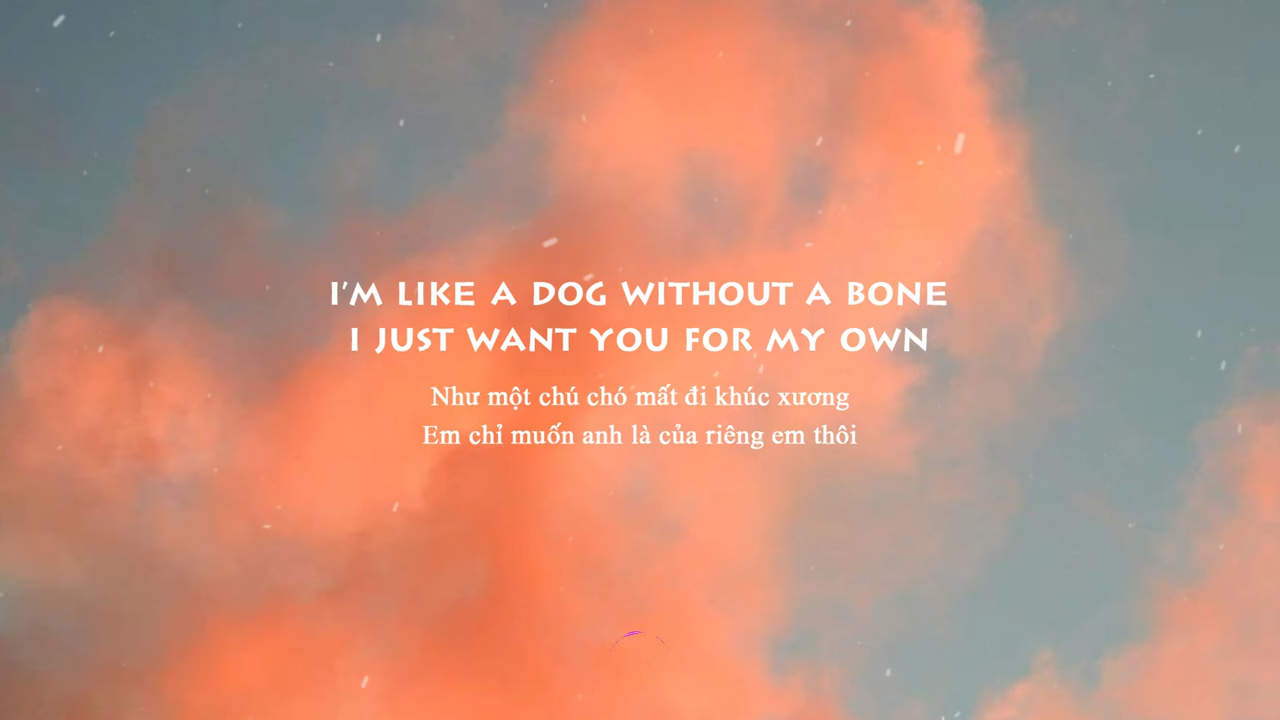 I'M LIKE A DOG WITHOUT A BONE
I JUST WANT YOU FOR MY OWN
Như một chú chó mất đi khúc xương
Em chỉ muốn anh là của riêng em thôi